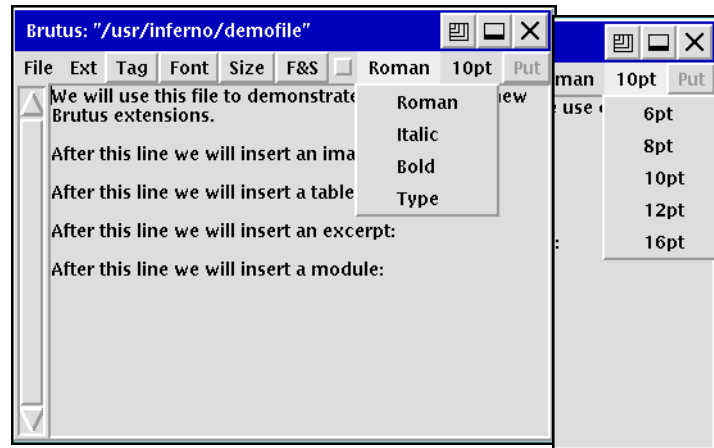 Brutus: "/usr/inferno/demofile"
File Ext Tag Font Size F&S Roman 10pt Put
We will use this file to demonstrate ew
Brutus extensions.
After this line we will insert an ima
After this line we will insert a table
After this line we will insert an excerpt:
After this line we will insert a module:
Roman
Italic
Bold
Type
man 10pt Put
use
6pt
8pt
10pt
12pt
16pt
: